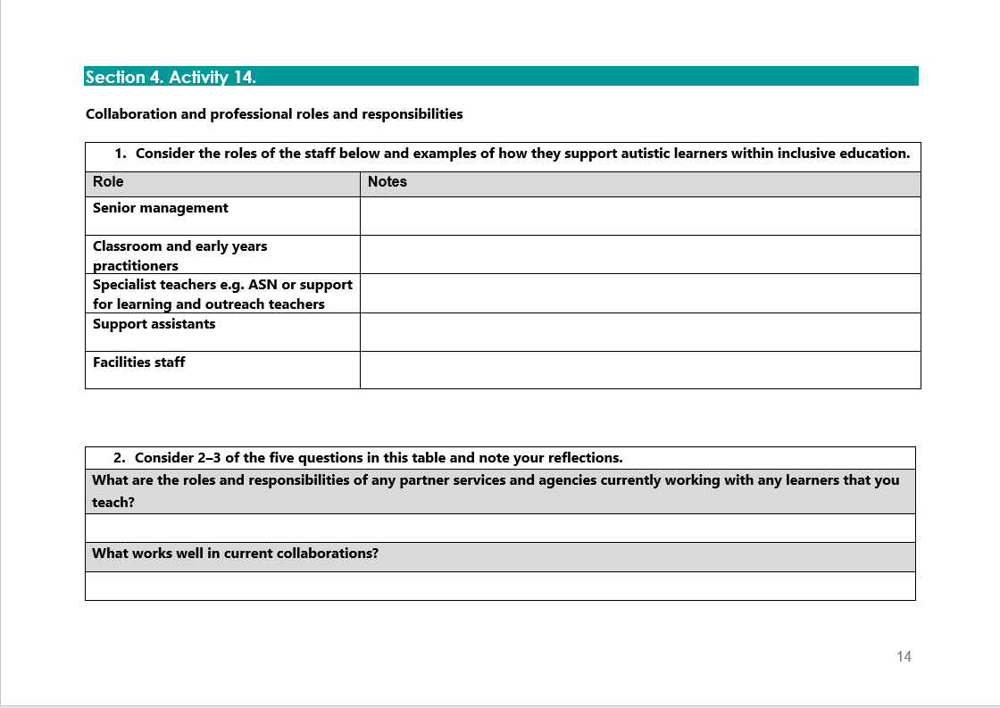 Section 4. Activity 14.
Collaboration and professional roles and responsibilities
1. Consider the roles of the staff below and examples of how they support autistic learners within inclusive education.
Role Notes
Senior management
Classroom and early years
practitioners
Specialist teachers e.g. ASN or support
for learning and outreach teachers
Support assistants
Facilities staff
2. Consider 2–3 of the five questions in this table and note your reflections.
What are the roles and responsibilities of any partner services and agencies currently working with any learners that you
teach?
What works well in current collaborations?
14